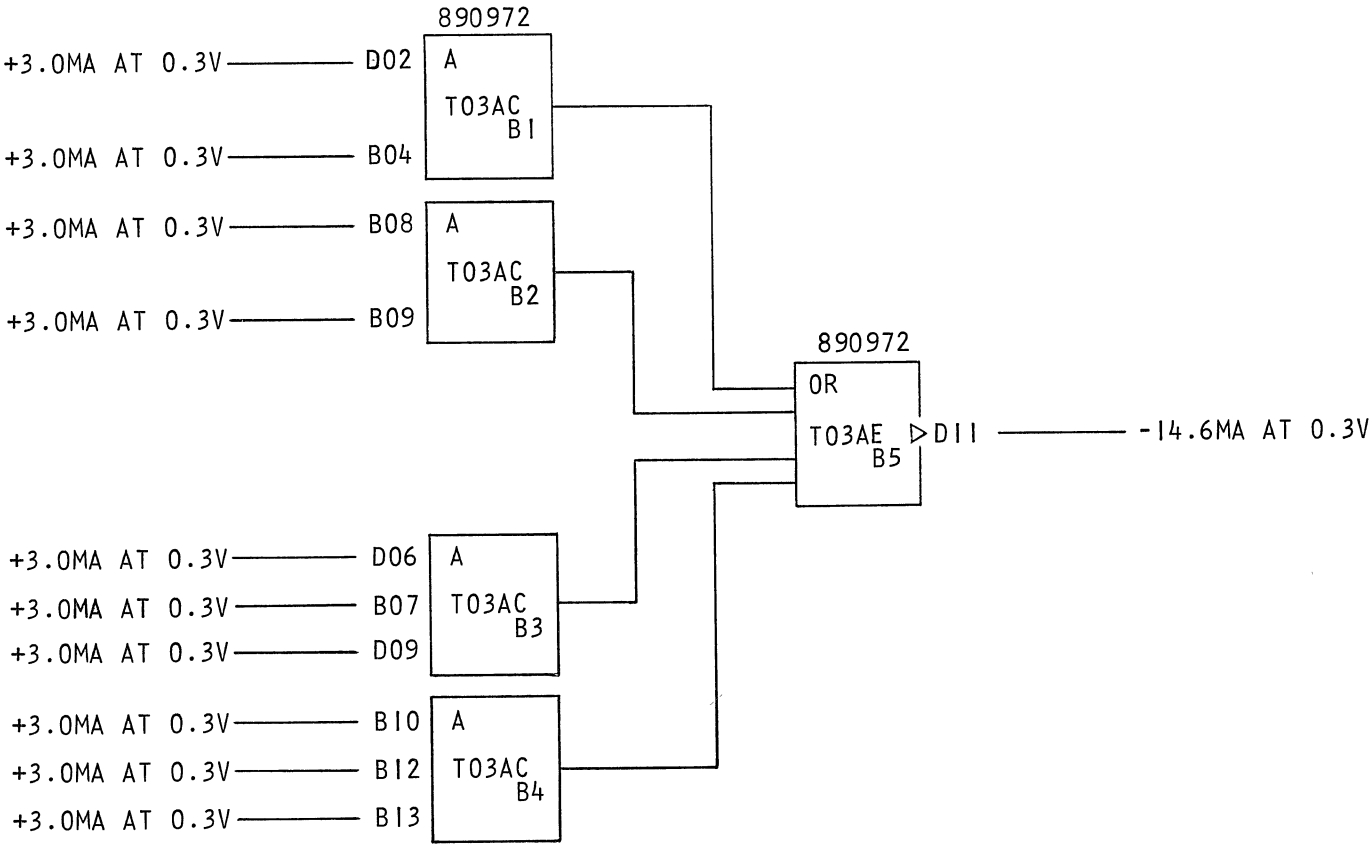 890972
+3.0MA AT 0.3V D02 A
T03AC
B1
+3.0MA AT 0.3V B04
+3.0MA AT 0.3V B08 A
T03AC
B2
+3.0MA AT 0.3V B09
890972
OR
T03AE D11 -14.6MA AT 0.3V
B5
+3.0MA AT 0.3V D06 A
+3.0MA AT 0.3V B07 T03AC
B3
+3.0MA AT 0.3V D09
+3.0MA AT 0.3V B10 A
+3.0MA AT 0.3V B12 T03AC
B4
+3.0MA AT 0.3V B13